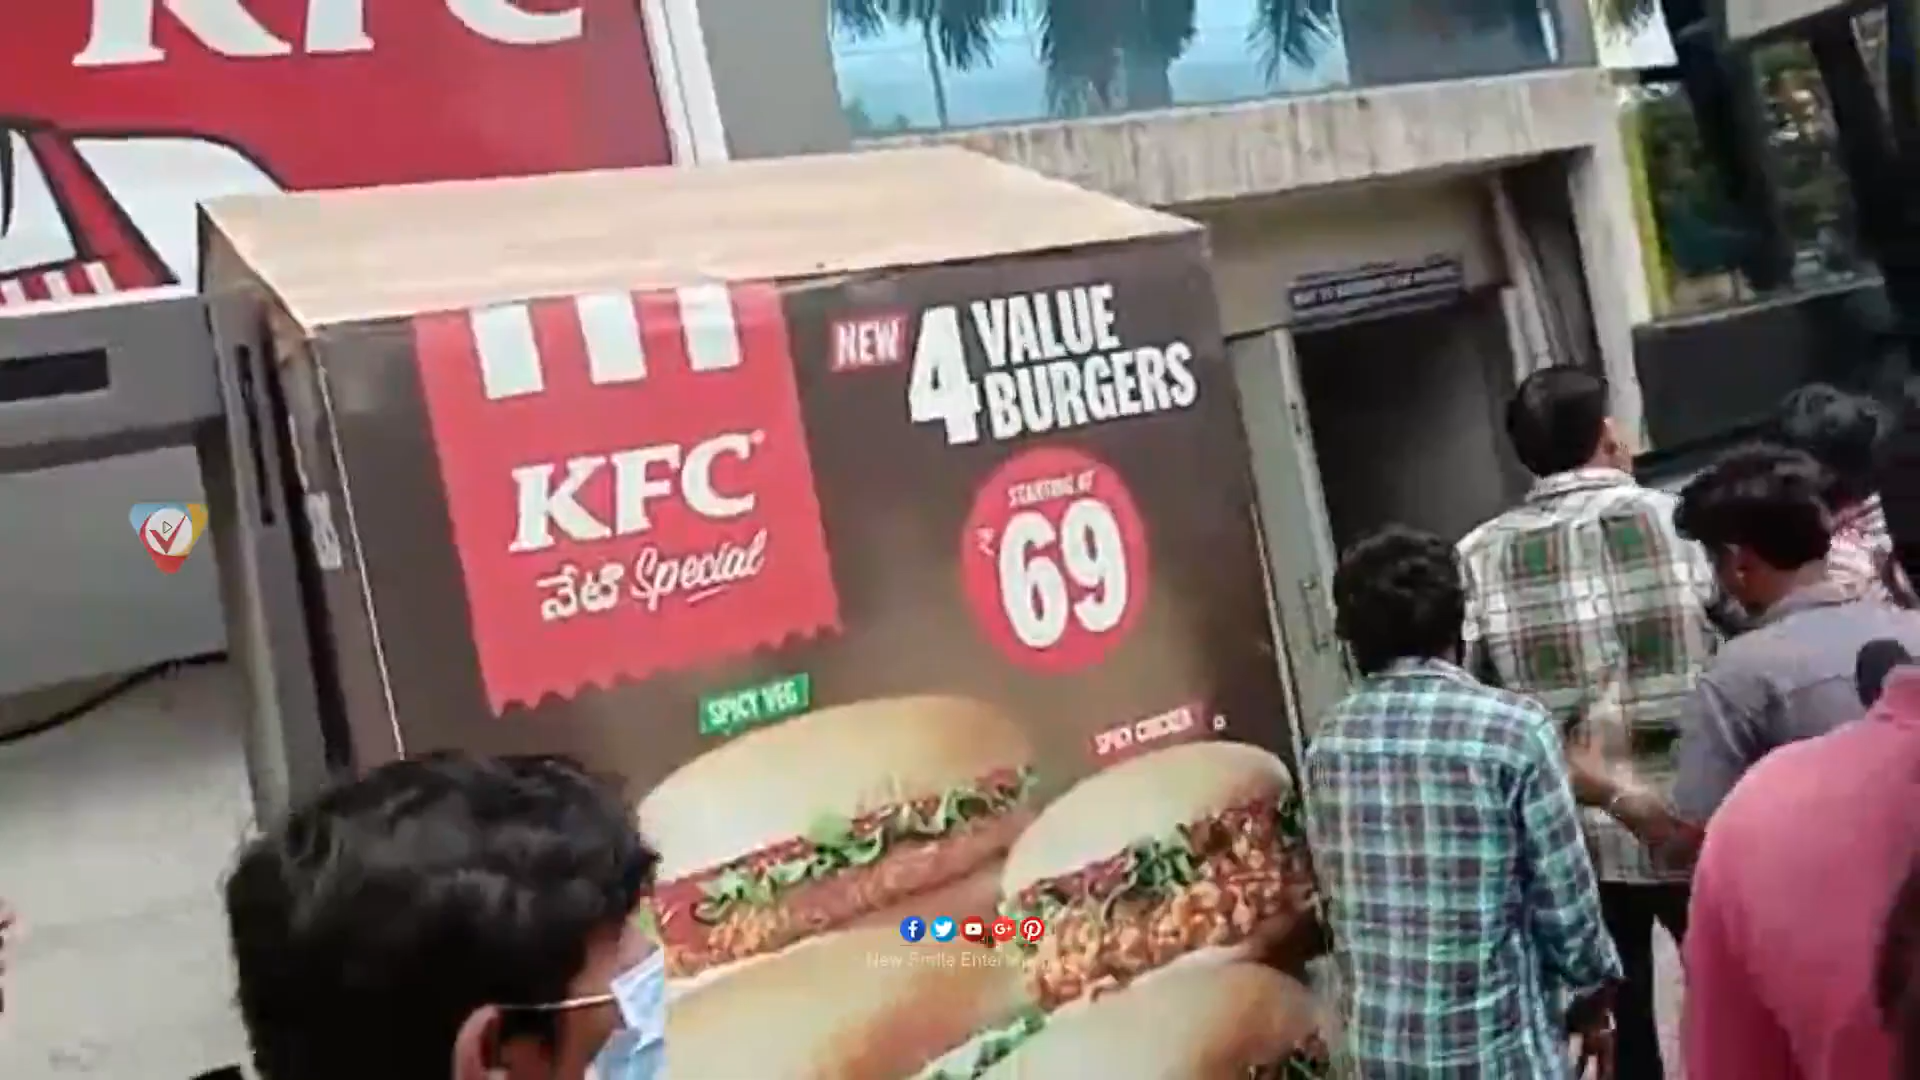 KFC
NEW 4 VALUE
BURGERS
KFC
నేటి Special
STARTING AT
69
SPICY VEG
SPICY CHICKEN